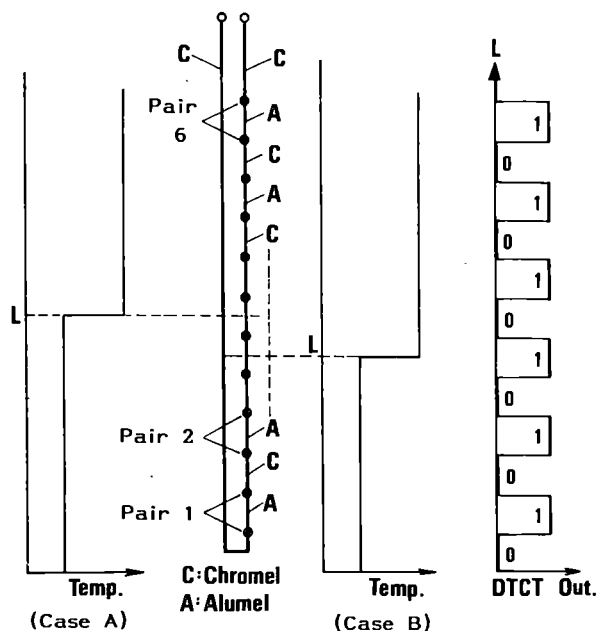 C
C
Pair
6
A
C
A
C
L
L
Pair 2
A
C
Pair 1
A
Temp.
(Case A)
C:Chromel
A:Alumel
Temp.
(Case B)
L
1
0
1
0
1
0
1
0
1
0
1
0
DTCT Out.